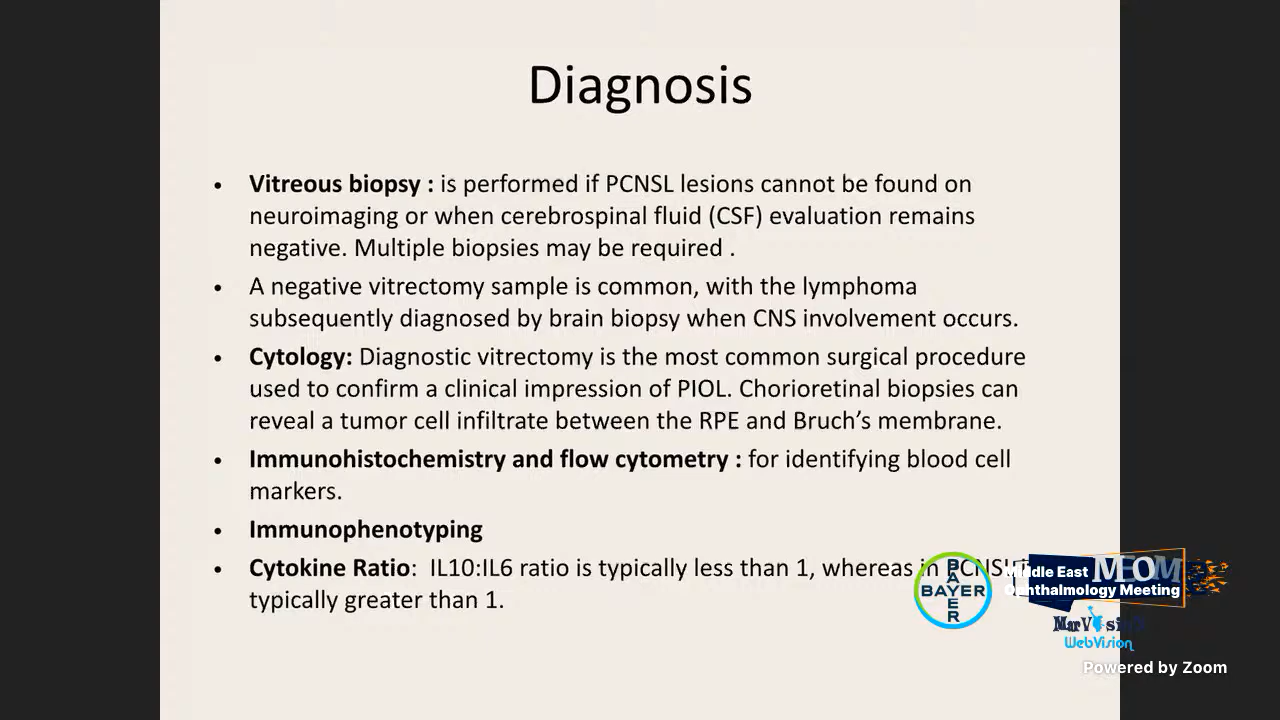 Diagnosis
• Vitreous biopsy : is performed if PCNSL lesions cannot be found on
neuroimaging or when cerebrospinal fluid (CSF) evaluation remains
negative. Multiple biopsies may be required .
• A negative vitrectomy sample is common, with the lymphoma
subsequently diagnosed by brain biopsy when CNS involvement occurs.
• Cytology: Diagnostic vitrectomy is the most common surgical procedure
used to confirm a clinical impression of PIOL. Chorioretinal biopsies can
reveal a tumor cell infiltrate between the RPE and Bruch’s membrane.
• Immunohistochemistry and flow cytometry : for identifying blood cell
markers.
• Immunophenotyping
• Cytokine Ratio: IL10:IL6 ratio is typically less than 1, whereas in
typically greater than 1.
BAYER
BAYER
Middle East MEOM
Ophthalmology Meeting
WebVision
Powered by Zoom